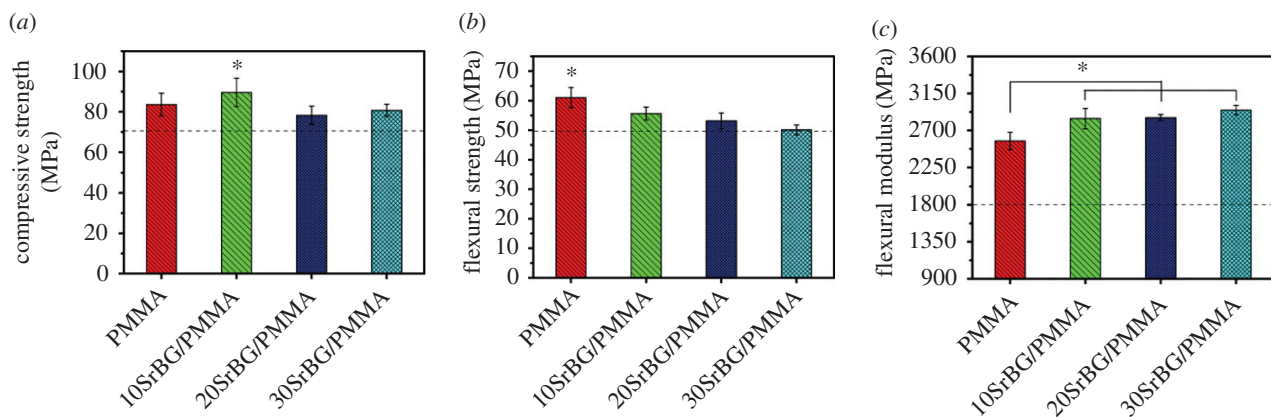 (a)
compressive strength
(MPa)
100
80
60
40
20
0
*
PMMA
10SrBG/PMMA
20SrBG/PMMA
30SrBG/PMMA
(b)
flexural strength (MPa)
70
60
50
40
30
20
10
0
*
PMMA
10SrBG/PMMA
20SrBG/PMMA
30SrBG/PMMA
(c)
flexural modulus (MPa)
3600
3150
2700
2250
1800
1350
900
*
PMMA
10SrBG/PMMA
20SrBG/PMMA
30SrBG/PMMA